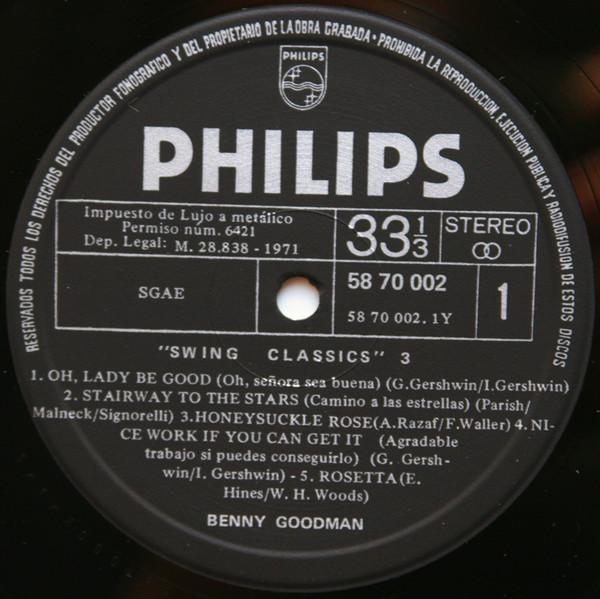 RESERVADOS TODOS LOS DERECHOS DEL PRODUCTOR FONOGRAFICO Y DEL PROPIETARIO DE LA OBRA GRABADA • PROHIBIDA LA REPRODUCCION, EJECUCION PUBLICA Y RADIODIFUSION DE ESTOS DISCOS
PHILIPS
PHILIPS
Impuesto de Lujo a metálico
Permiso núm. 6421
Dep. Legal: M. 28.838 - 1971
33 1/3
STEREO
SGAE
58 70 002
58 70 002. 1Y
1
"SWING CLASSICS" 3
1. OH, LADY BE GOOD (Oh, señora sea buena) (G.Gershwin/I.Gershwin)
2. STAIRWAY TO THE STARS (Camino a las estrellas) (Parish/
Malneck/Signorelli) 3.HONEYSUCKLE ROSE(A.Razaf/F.Waller) 4.NI-
CE WORK IF YOU CAN GET IT (Agradable
trabajo si puedes conseguirlo) (G. Gersh-
win/I. Gershwin) - 5. ROSETTA(E.
Hines/W. H. Woods)
BENNY GOODMAN